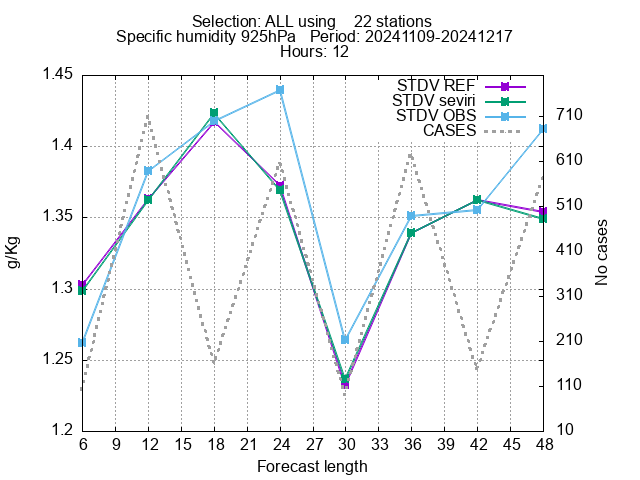 Selection: ALL using    22 stations
Specific humidity 925hPa   Period: 20241109-20241217
Hours: 12
STDV REF
STDV seviri
STDV OBS
CASES
1.45
1.4
1.35
1.3
1.25
1.2
g/Kg
710
610
510
410
310
210
110
10
No cases
6 9 12 15 18 21 24 27 30 33 36 39 42 45 48
Forecast length